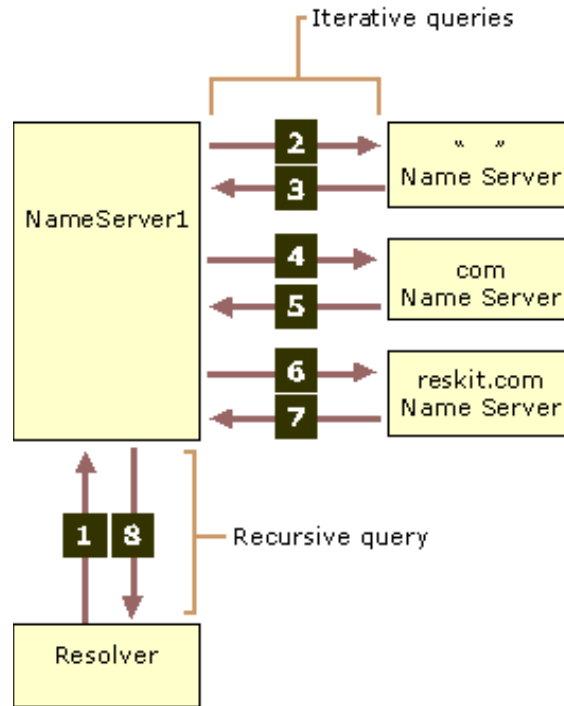 Iterative queries
2
“ ”
Name Server
3
NameServer1
4
com
Name Server
5
6
reskit.com
Name Server
7
1 8
Recursive query
Resolver